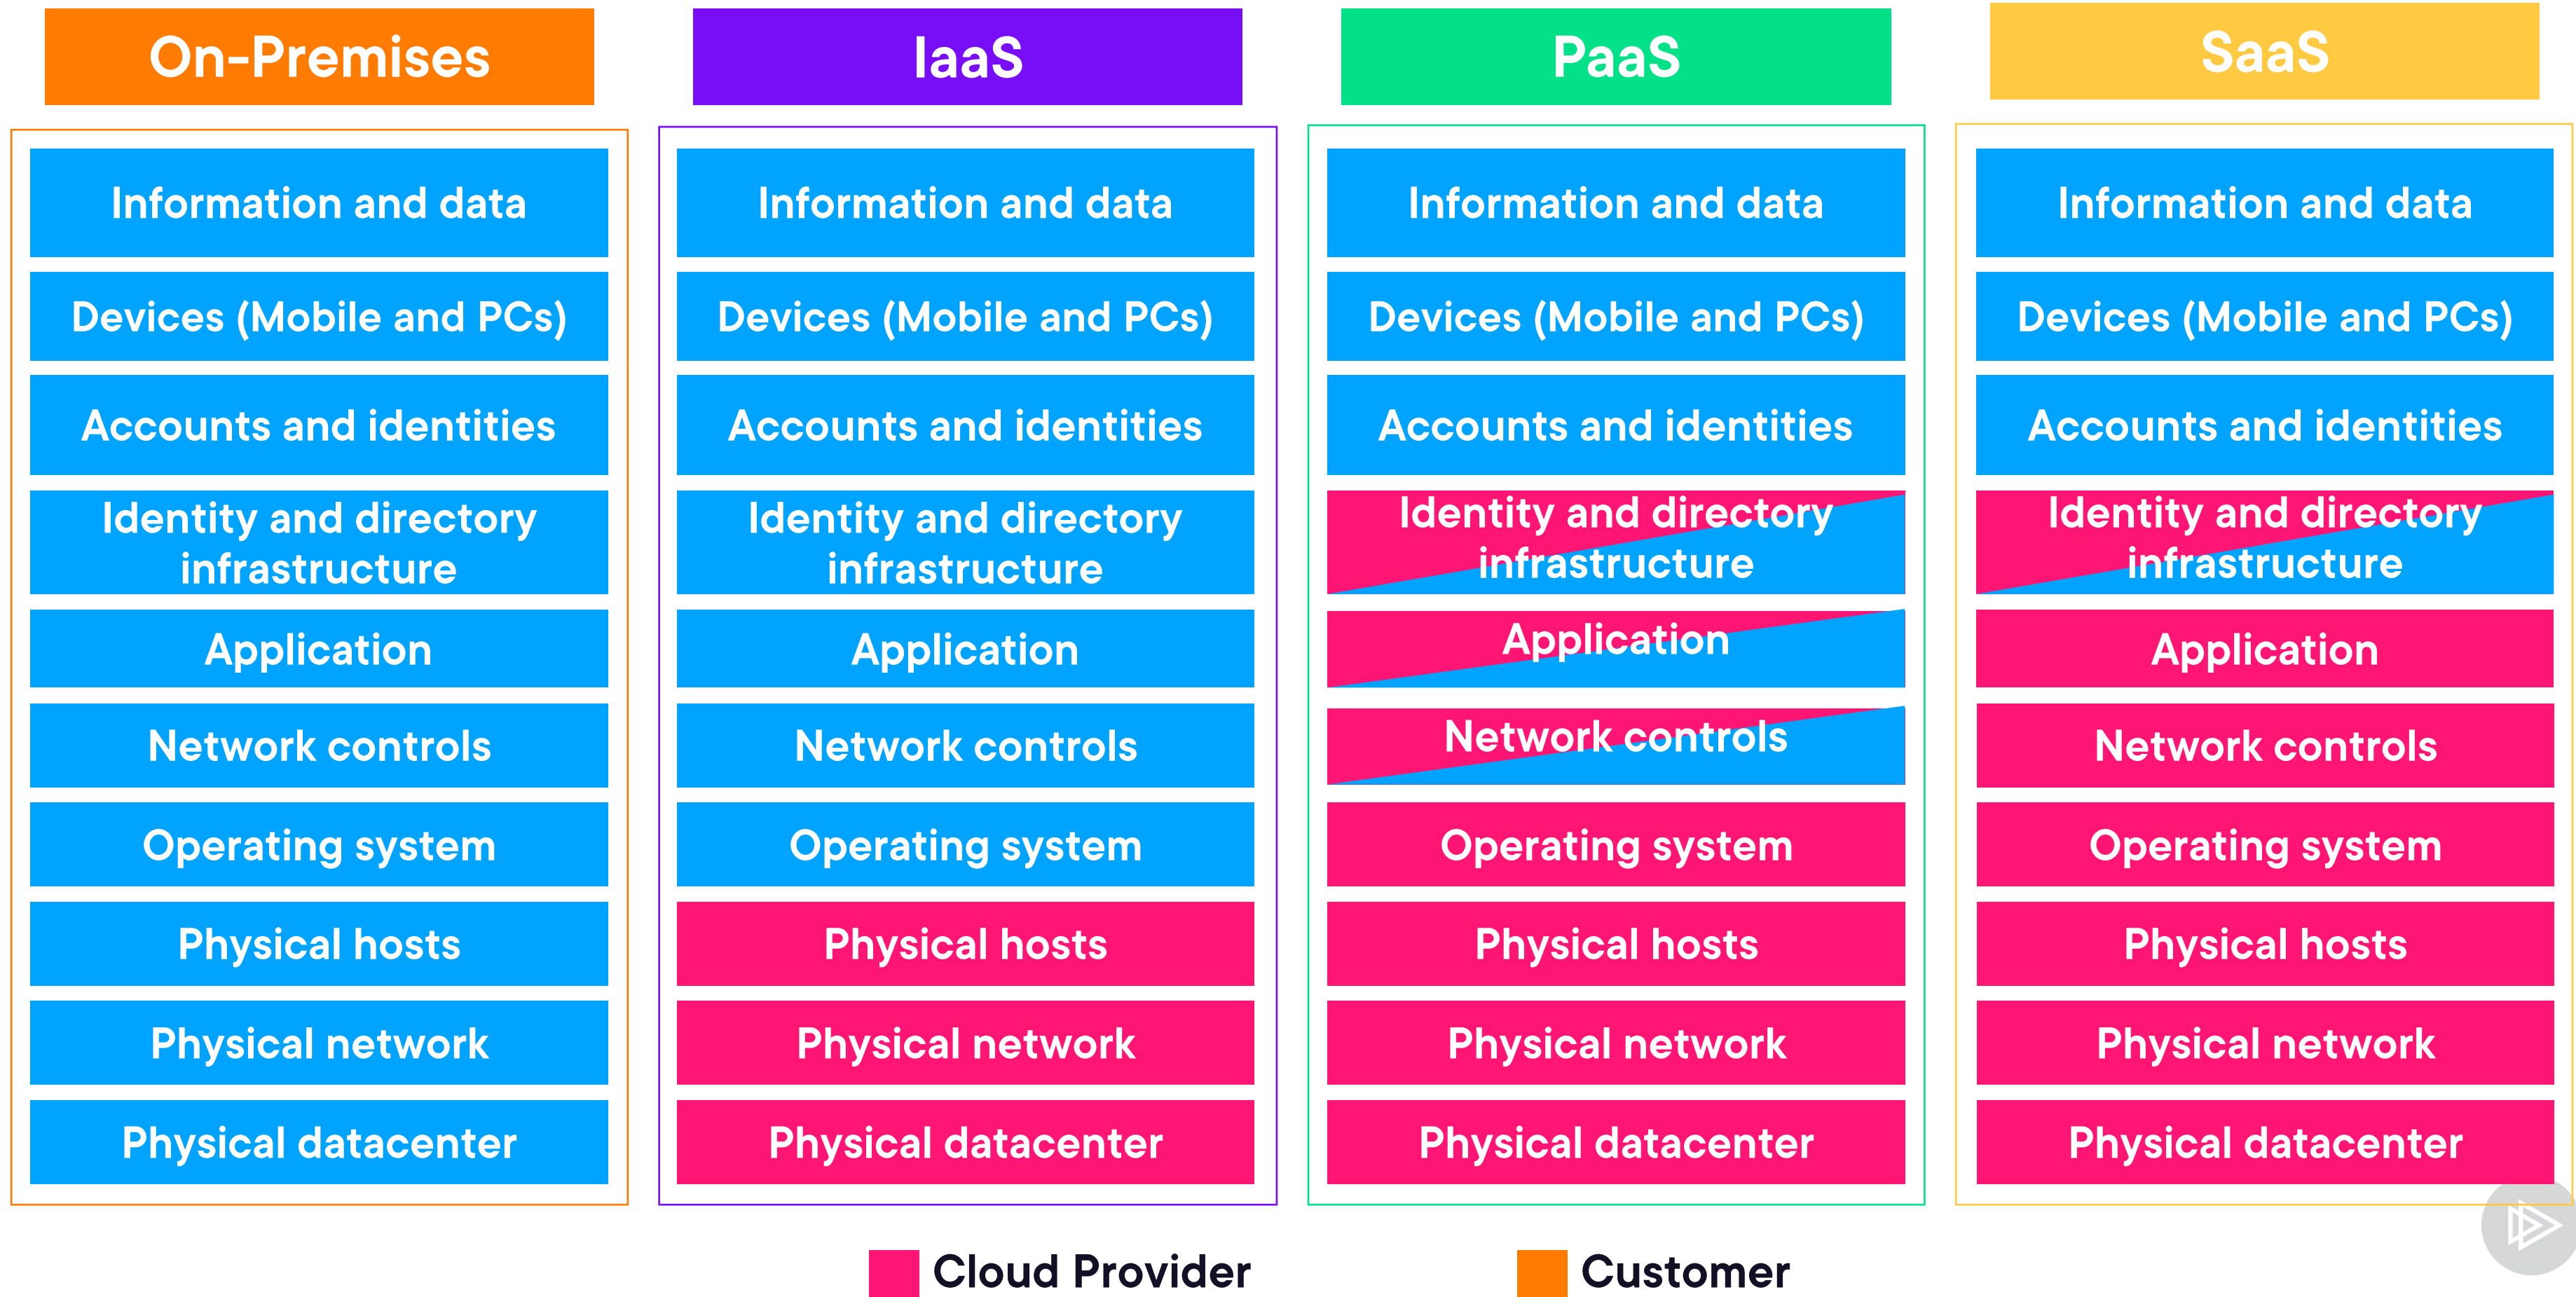 On-Premises
Information and data
Devices (Mobile and PCs)
Accounts and identities
Identity and directory
infrastructure
Application
Network controls
Operating system
Physical hosts
Physical network
Physical datacenter
IaaS
Information and data
Devices (Mobile and PCs)
Accounts and identities
Identity and directory
infrastructure
Application
Network controls
Operating system
Physical hosts
Physical network
Physical datacenter
PaaS
Information and data
Devices (Mobile and PCs)
Accounts and identities
Identity and directory
infrastructure
Application
Network controls
Operating system
Physical hosts
Physical network
Physical datacenter
SaaS
Information and data
Devices (Mobile and PCs)
Accounts and identities
Identity and directory
infrastructure
Application
Network controls
Operating system
Physical hosts
Physical network
Physical datacenter
Cloud Provider
Customer